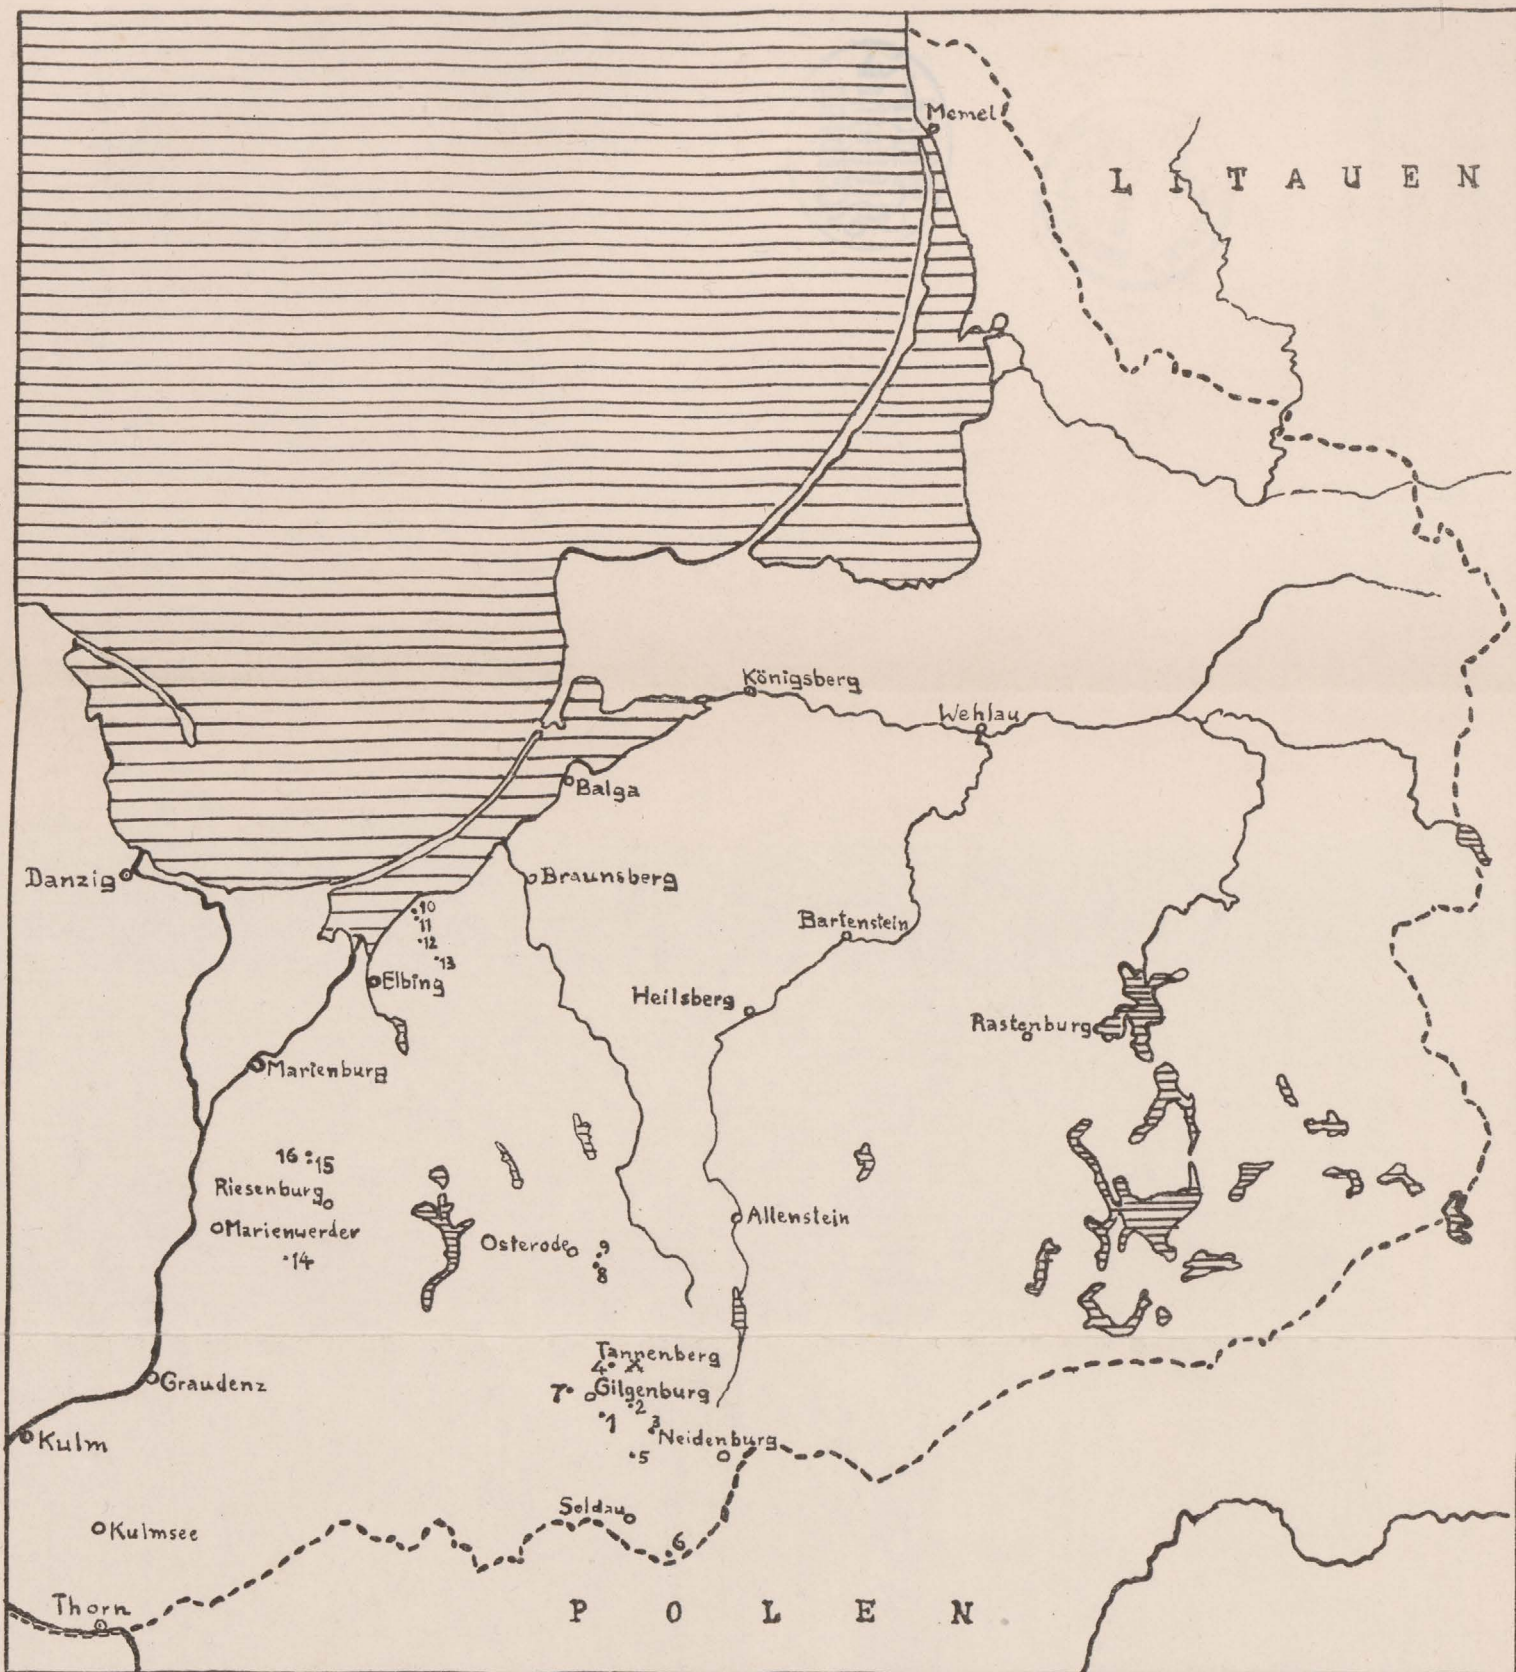 Memel
LITAUEN
Königsberg
Wehlau
Balga
Danzig
Braunsberg
10
11
12
13
Bartenstein
Elbing
Heilsberg
Rastenburg
Marienburg
16 15
Riesenburg
Marienwerder
14
Allenstein
Osterode
9
8
Tannenberg
4
7 Gilgenburg
2
1
3
Neidenburg
5
Graudenz
Kulm
Soldau
Kulmsee
6
Thorn
POLEN